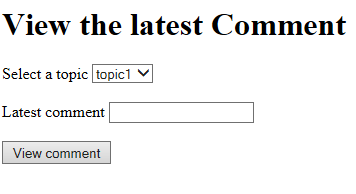 View the latest Comment
Select a topic topic1
Latest comment
View comment